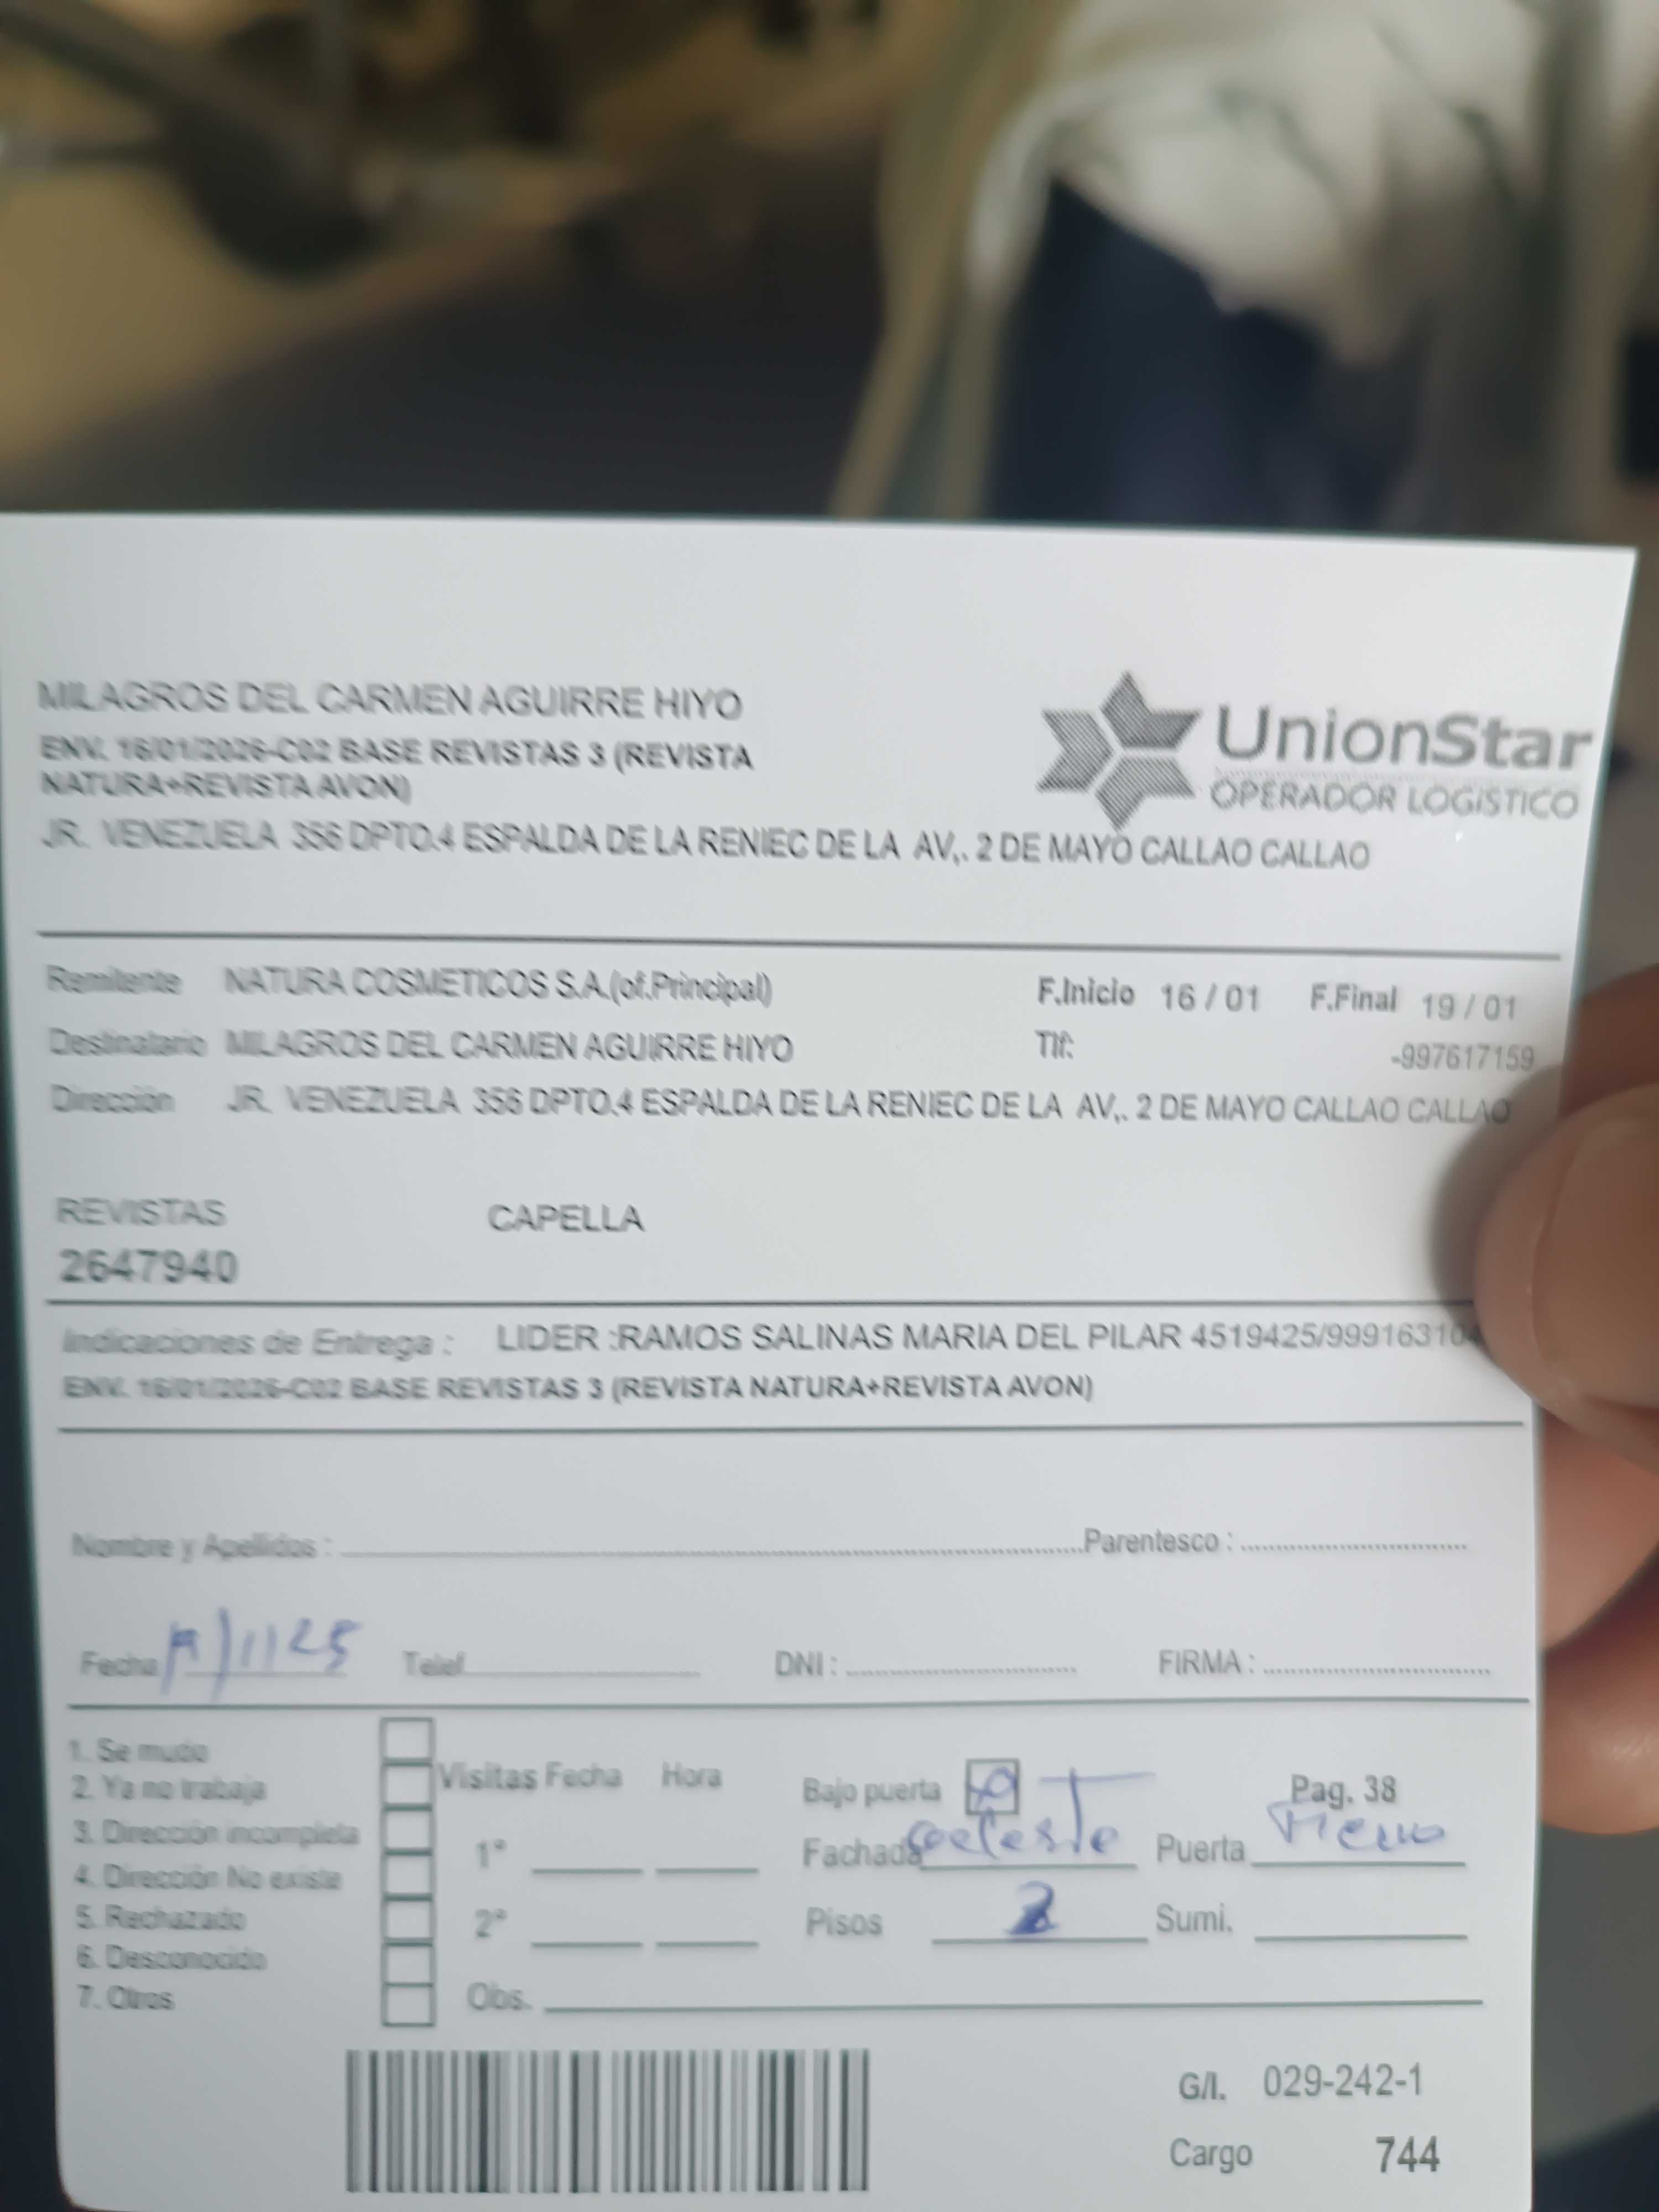 MILAGROS DEL CARMEN AGUIRRE HIYO
ENV. 16/01/2026-C02 BASE REVISTAS 3 (REVISTA
NATURA+REVISTA AVON)
JR. VENEZUELA 356 DPTO.4 ESPALDA DE LA RENIEC DE LA AV,. 2 DE MAYO CALLAO CALLAO
UnionStar
OPERADOR LOGÍSTICO
Remitente NATURA COSMETICOS S.A.(of.Principal) F.Inicio 16 / 01 F.Final 19 / 01
Destinatario MILAGROS DEL CARMEN AGUIRRE HIYO Tlf: -997617159
Dirección JR. VENEZUELA 356 DPTO.4 ESPALDA DE LA RENIEC DE LA AV,. 2 DE MAYO CALLAO CALLAO
REVISTAS CAPELLA
2647940
Indicaciones de Entrega : LIDER :RAMOS SALINAS MARIA DEL PILAR 4519425/99916310
ENV. 16/01/2026-C02 BASE REVISTAS 3 (REVISTA NATURA+REVISTA AVON)
Nombre y Apellidos : Parentesco :
Fecha Telef DNI : FIRMA :
1. Se mudo
2. Ya no trabaja
3. Dirección incompleta
4. Dirección No existe
5. Rechazado
6. Desconocido
7. Otros
Visitas Fecha Hora
1°
2°
Obs.
Bajo puerta Pag. 38
Fachada celeste Puerta
Pisos 2 Sumi.
G/I. 029-242-1
Cargo 744